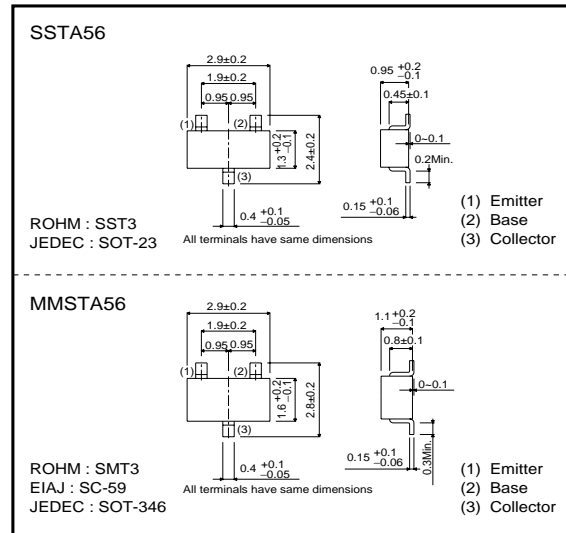 SSTA56
2.9±0.2
1.9±0.2
0.95 0.95
(1) (2)
(3)
1.3 +0.2 −0.1
2.4±0.2
0.4 +0.1 −0.05
All terminals have same dimensions
0.95 +0.2 −0.1
0.45±0.1
0~0.1
0.2Min.
0.15 +0.1 −0.06
ROHM : SST3
JEDEC : SOT-23
(1) Emitter
(2) Base
(3) Collector
MMSTA56
2.9±0.2
1.9±0.2
0.95 0.95
(1) (2)
(3)
1.6 +0.2 −0.1
2.8±0.2
0.4 +0.1 −0.05
All terminals have same dimensions
1.1 +0.2 −0.1
0.8±0.1
0~0.1
0.3Min.
0.15 +0.1 −0.06
ROHM : SMT3
EIAJ : SC-59
JEDEC : SOT-346
(1) Emitter
(2) Base
(3) Collector